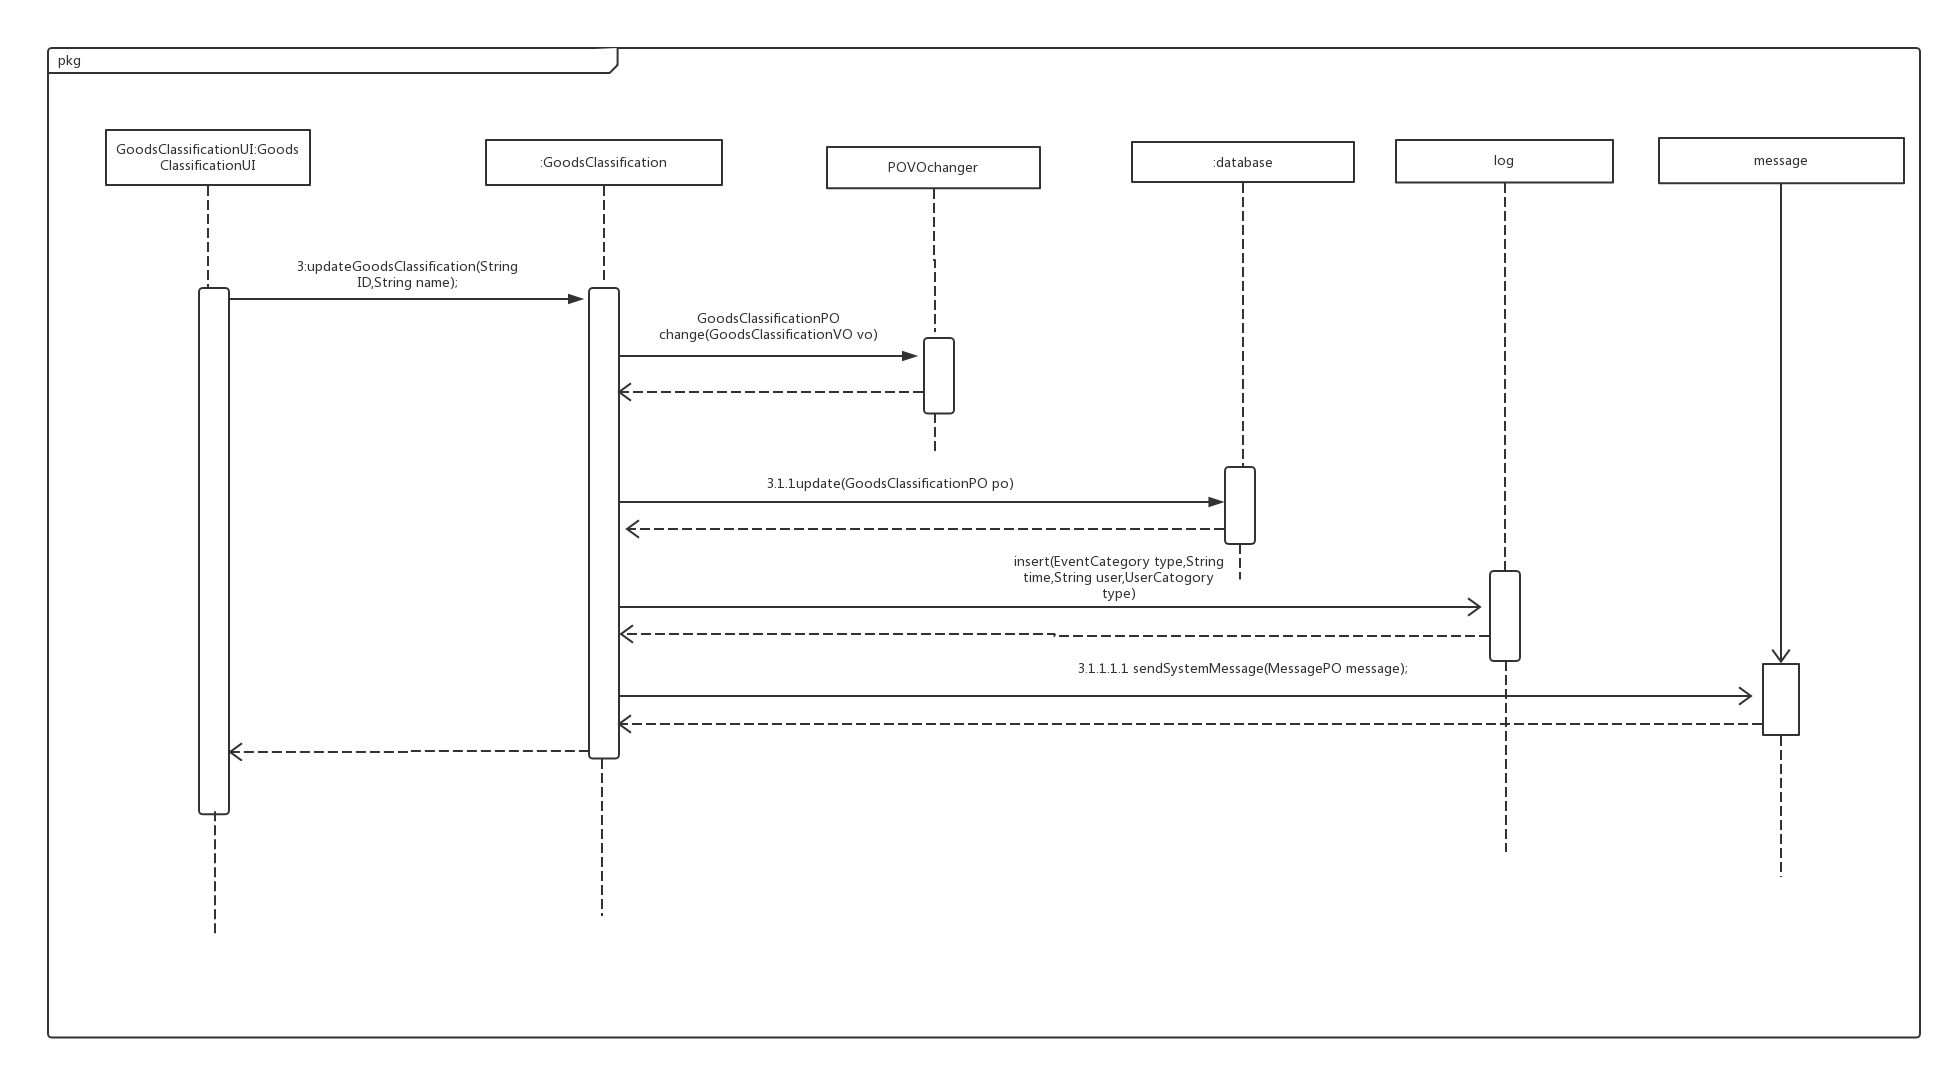 pkg
GoodsClassificationUI:Goods
ClassificationUI
:GoodsClassification
POVOchanger
:database
log
message
3:updateGoodsClassification(String
ID,String name);
GoodsClassificationPO
change(GoodsClassificationVO vo)
3.1.1update(GoodsClassificationPO po)
insert(EventCategory type,String
time,String user,UserCatogory
type)
3.1.1.1.1 sendSystemMessage(MessagePO message);